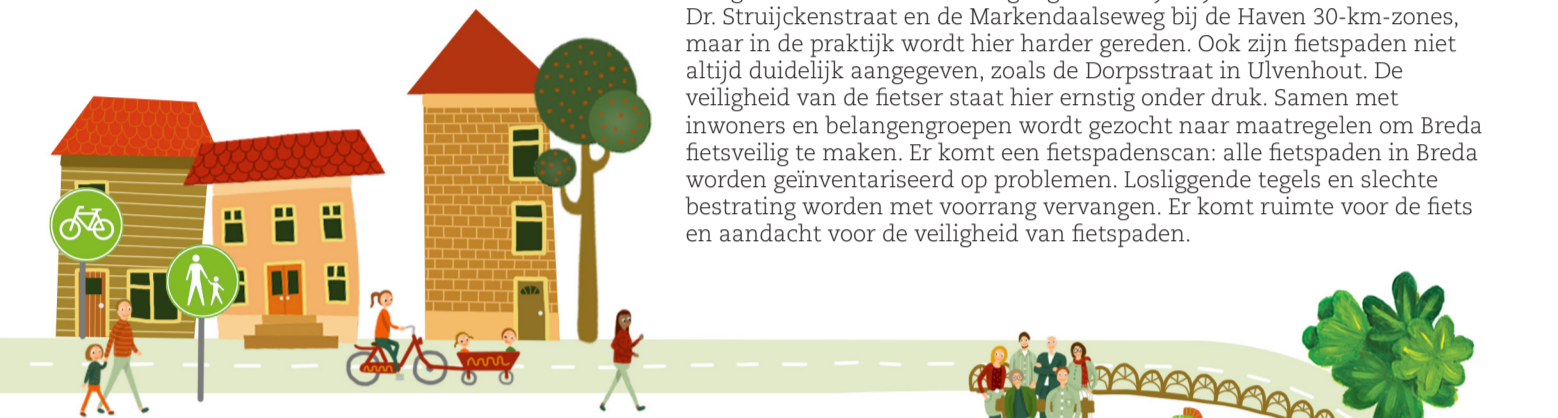 Dr. Struijckenstraat en de Markendaalseweg bij de Haven 30-km-zones,
maar in de praktijk wordt hier harder gereden. Ook zijn fietspaden niet
altijd duidelijk aangegeven, zoals de Dorpsstraat in Ulvenhout. De
veiligheid van de fietser staat hier ernstig onder druk. Samen met
inwoners en belangengroepen wordt gezocht naar maatregelen om Breda
fietsveilig te maken. Er komt een fietspadenscan: alle fietspaden in Breda
worden geïnventariseerd op problemen. Losliggende tegels en slechte
bestrating worden met voorrang vervangen. Er komt ruimte voor de fiets
en aandacht voor de veiligheid van fietspaden.